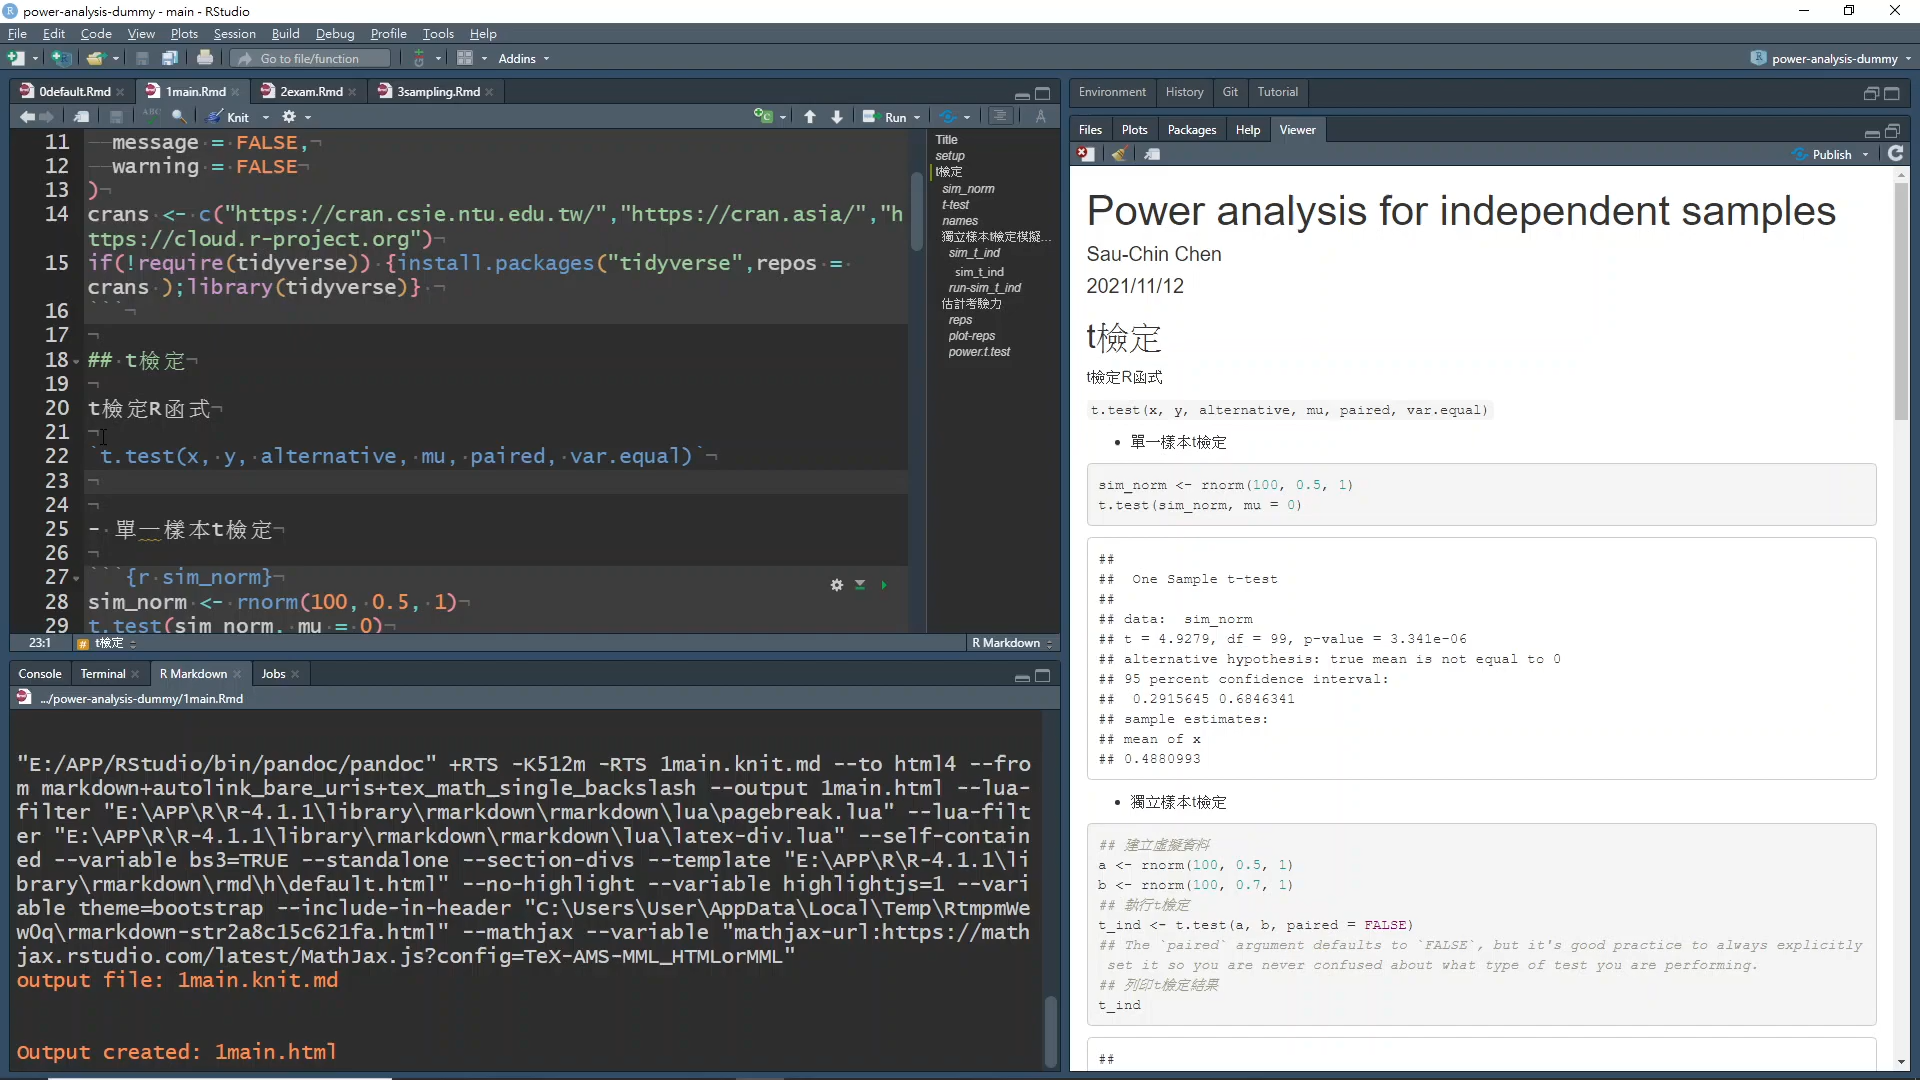 power-analysis-dummy - main - RStudio
File Edit Code View Plots Session Build Debug Profile Tools Help
Go to file/function Addins power-analysis-dummy
0default.Rmd 1main.Rmd 2exam.Rmd 3sampling.Rmd
Knit Run
11 message = FALSE,
12 warning = FALSE
13 )
14 crans <- c("https://cran.csie.ntu.edu.tw/","https://cran.asia/","h
ttps://cloud.r-project.org")
15 if(!require(tidyverse)) {install.packages("tidyverse",repos =
crans );library(tidyverse)}
16 ```
17
18 ## t檢定
19
20 t檢定R函式
21
22 `t.test(x, y, alternative, mu, paired, var.equal)`
23
24
25 - 單一樣本t檢定
26
27 ```{r sim_norm}
28 sim_norm <- rnorm(100, 0.5, 1)
29 t.test(sim_norm, mu = 0)
23:1 # t檢定 R Markdown
Title
setup
t檢定
sim_norm
t-test
names
獨立樣本t檢定模擬...
sim_t_ind
sim_t_ind
run-sim_t_ind
估計考驗力
reps
plot-reps
power.t.test
Console Terminal R Markdown Jobs
.../power-analysis-dummy/1main.Rmd
"E:/APP/RStudio/bin/pandoc/pandoc" +RTS -K512m -RTS 1main.knit.md --to html4 --fro
m markdown+autolink_bare_uris+tex_math_single_backslash --output 1main.html --lua-
filter "E:\APP\R\R-4.1.1\library\rmarkdown\rmarkdown\lua\pagebreak.lua" --lua-filt
er "E:\APP\R\R-4.1.1\library\rmarkdown\rmarkdown\lua\latex-div.lua" --self-contain
ed --variable bs3=TRUE --standalone --section-divs --template "E:\APP\R\R-4.1.1\li
brary\rmarkdown\rmd\h\default.html" --no-highlight --variable highlightjs=1 --vari
able theme=bootstrap --include-in-header "C:\Users\User\AppData\Local\Temp\RtmpmWe
wOq\rmarkdown-str2a8c15c621fa.html" --mathjax --variable "mathjax-url:https://math
jax.rstudio.com/latest/MathJax.js?config=TeX-AMS-MML_HTMLorMML"
output file: 1main.knit.md
Output created: 1main.html
Environment History Git Tutorial
Files Plots Packages Help Viewer
Publish
Power analysis for independent samples
Sau-Chin Chen
2021/11/12
t檢定
t檢定R函式
t.test(x, y, alternative, mu, paired, var.equal)
• 單一樣本t檢定
sim_norm <- rnorm(100, 0.5, 1)
t.test(sim_norm, mu = 0)
##
## One Sample t-test
##
## data: sim_norm
## t = 4.9279, df = 99, p-value = 3.341e-06
## alternative hypothesis: true mean is not equal to 0
## 95 percent confidence interval:
## 0.2915645 0.6846341
## sample estimates:
## mean of x
## 0.4880993
• 獨立樣本t檢定
## 建立虛擬資料
a <- rnorm(100, 0.5, 1)
b <- rnorm(100, 0.7, 1)
## 執行t檢定
t_ind <- t.test(a, b, paired = FALSE)
## The `paired` argument defaults to `FALSE`, but it's good practice to always explicitly
set it so you are never confused about what type of test you are performing.
## 列印t檢定結果
t_ind
##